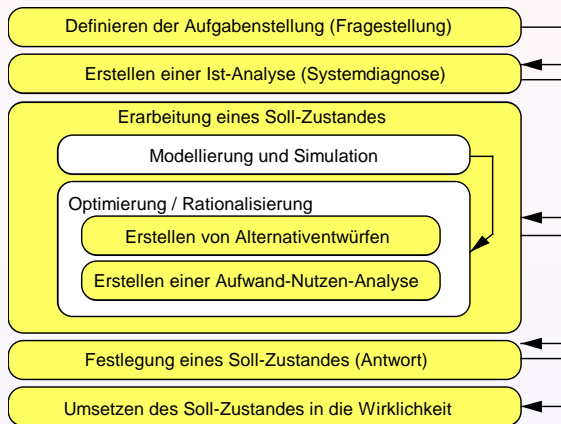 Definieren der Aufgabenstellung (Fragestellung)
Erstellen einer Ist-Analyse (Systemdiagnose)
Erarbeitung eines Soll-Zustandes
Modellierung und Simulation
Optimierung / Rationalisierung
Erstellen von Alternativentwürfen
Erstellen einer Aufwand-Nutzen-Analyse
Festlegung eines Soll-Zustandes (Antwort)
Umsetzen des Soll-Zustandes in die Wirklichkeit